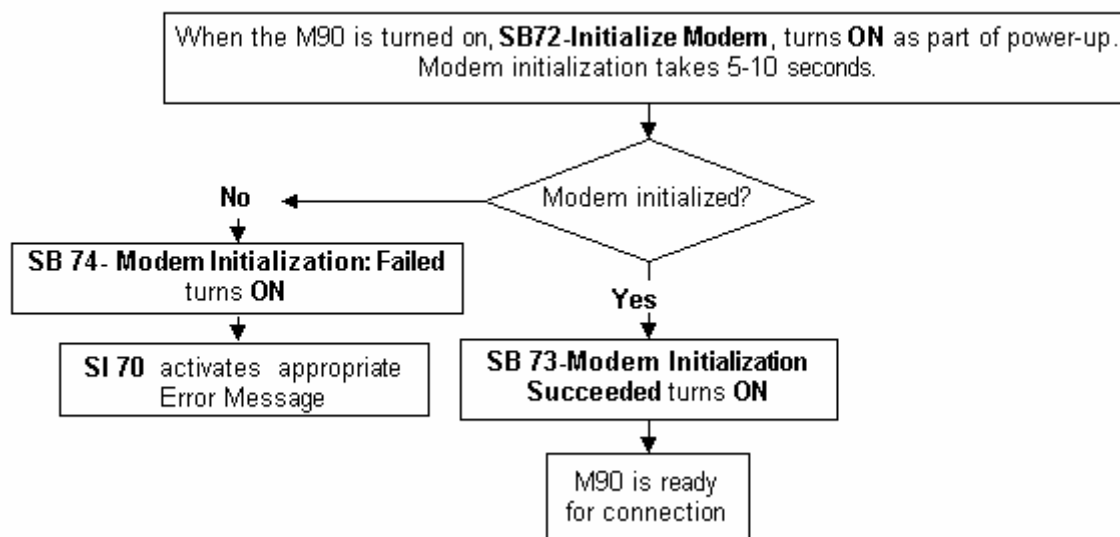 When the M90 is turned on, SB72-Initialize Modem, turns ON as part of power-up.
Modem initialization takes 5-10 seconds.
Modem initialized?
No
SB 74- Modem Initialization: Failed
turns ON
SI 70 activates appropriate
Error Message
Yes
SB 73-Modem Initialization
Succeeded turns ON
M90 is ready
for connection